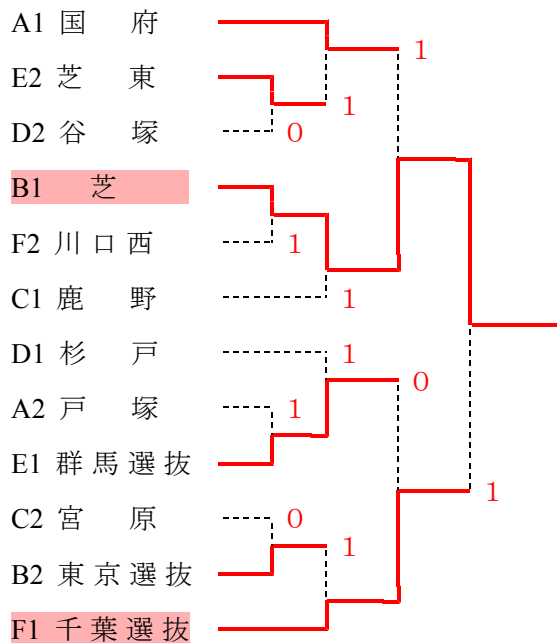 A1 国 府
1
E2 芝 東
1
D2 谷 塚
0
B1 芝
F2 川口西
1
C1 鹿 野
1
D1 杉 戸
1
0
A2 戸 塚
1
E1 群馬選抜
1
C2 宮 原
0
B2 東京選抜
1
F1 千葉選抜